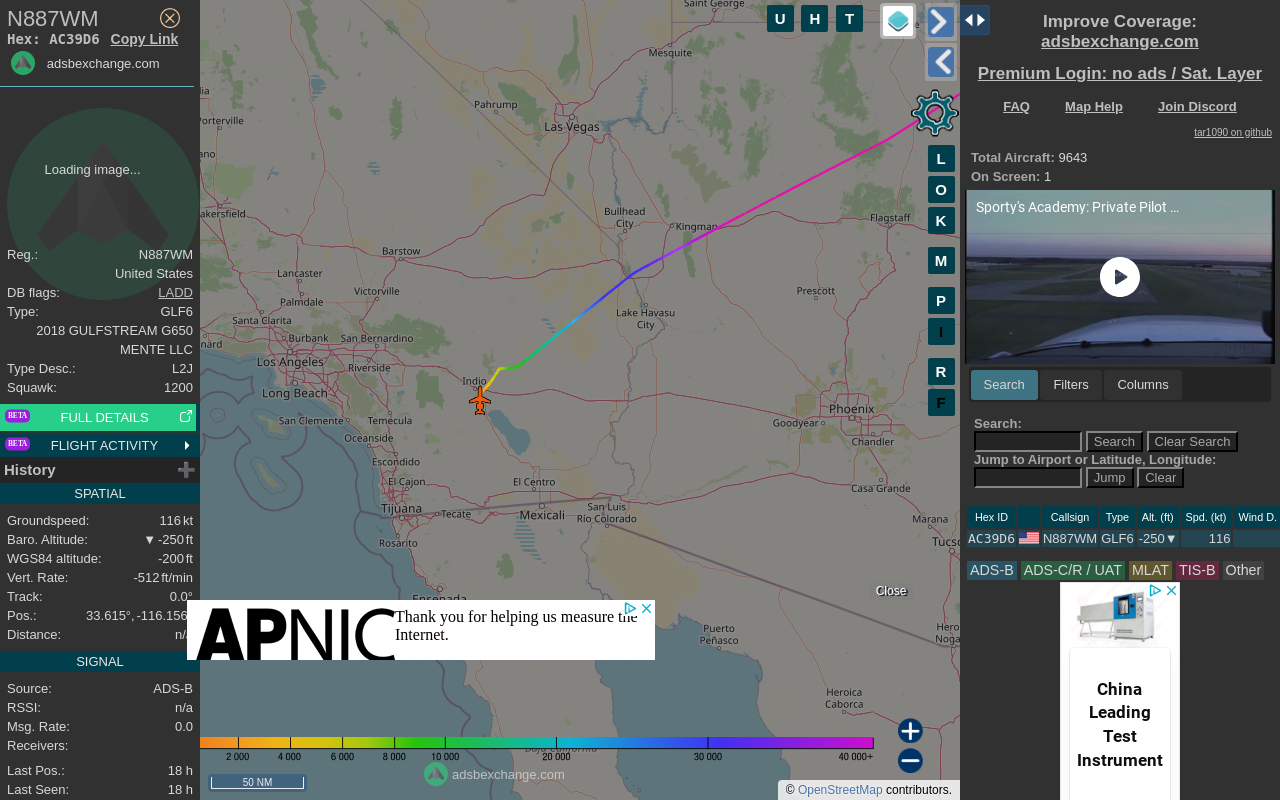 N887WM
Hex: AC39D6 Copy Link
adsbexchange.com
Loading image...
Reg.: N887WM
United States
DB flags: LADD
Type: GLF6
2018 GULFSTREAM G650
MENTE LLC
Type Desc.: L2J
Squawk: 1200
BETA FULL DETAILS
BETA FLIGHT ACTIVITY
History
SPATIAL
Groundspeed: 116 kt
Baro. Altitude: ▼ -250 ft
WGS84 altitude: -200 ft
Vert. Rate: -512 ft/min
Track: 0.0°
Pos.: 33.615°, -116.156
Distance: n/a
SIGNAL
Source: ADS-B
RSSI: n/a
Msg. Rate: 0.0
Receivers:
Last Pos.: 18 h
Last Seen: 18 h
U H T
Saint George
Mesquite
Pahrump
Las Vegas
Porterville
akersfield
Bullhead
City
Kingman
Flagstaff
Barstow
Lancaster
Palmdale
Victorville
Prescott
Lake Havasu
City
Santa Clarita
Burbank
San Bernardino
nard
Los Angeles
Riverside
Indio
Long Beach
Santa Ana
Temecula
Oceanside
Phoenix
Goodyear
Chandler
Escondido
El Cajon
El Centro
Casa Grande
Tijuana
Tecate
Mexicali
San Luis
Río Colorado
Marana
Tucso
Rosarito
Ensenada
Puerto
Peñasco
Hero
Noga
Heroica
Caborca
Baja California
L
O
K
M
P
I
R
F
Close
APNIC
Thank you for helping us measure the
Internet.
2 000 4 000 6 000 8 000 10 000 20 000 30 000 40 000+
adsbexchange.com
50 NM
© OpenStreetMap contributors.
Improve Coverage:
adsbexchange.com
Premium Login: no ads / Sat. Layer
FAQ Map Help Join Discord
tar1090 on github
Total Aircraft: 9643
On Screen: 1
Sporty's Academy: Private Pilot ...
Search Filters Columns
Search:
Search Clear Search
Jump to Airport or Latitude, Longitude:
Jump Clear
Hex ID Callsign Type Alt. (ft) Spd. (kt) Wind D.
AC39D6 N887WM GLF6 -250▼ 116
ADS-B ADS-C/R / UAT MLAT TIS-B Other
China
Leading
Test
Instrument